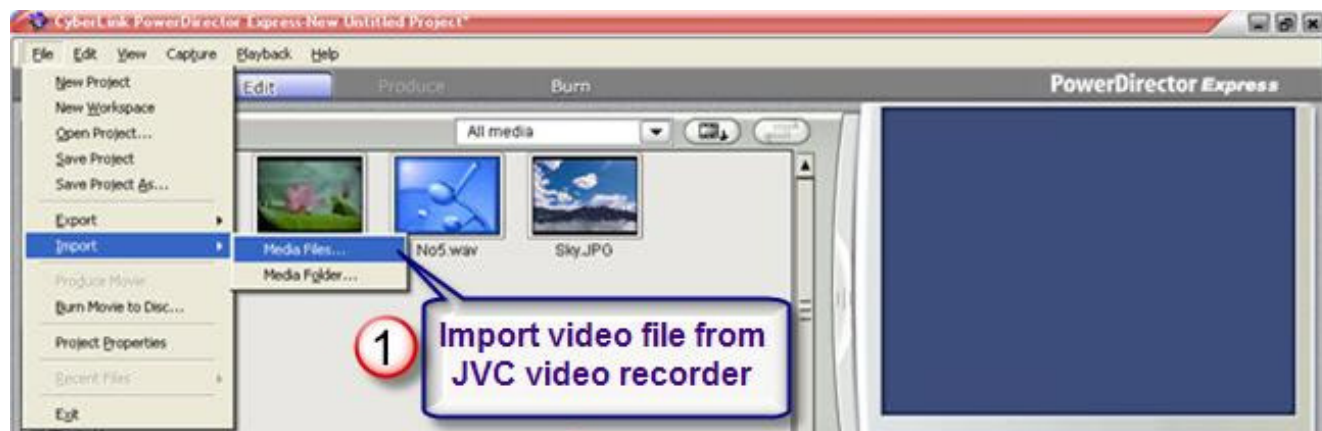 CyberLink PowerDirector Express-New Untitled Project*
File Edit View Capture Playback Help
New Project
New Workspace
Open Project...
Save Project
Save Project As...
Export
Import
Produce Movie
Burn Movie to Disc...
Project Properties
Recent Files
Exit
Media Files...
Media Folder...
Edit Produce Burn
PowerDirector Express
All media
No5.wav Sky.JPG
1
Import video file from
JVC video recorder